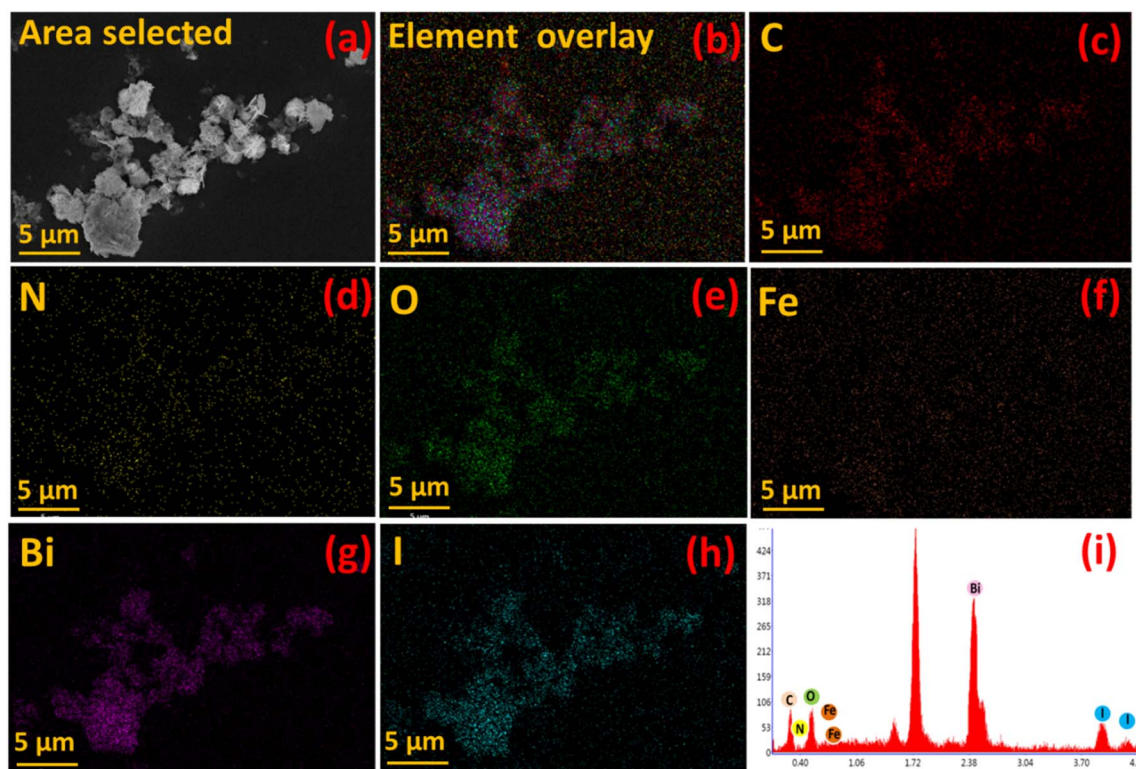 Area selected
(a)
5 µm
Element overlay
(b)
5 µm
C
(c)
5 µm
N
(d)
5 µm
O
(e)
5 µm
5 µm
Fe
(f)
5 µm
Bi
(g)
5 µm
I
(h)
5 µm
(i)
424
371
318
265
212
159
106
53
0
C
N
O
Fe
Fe
Bi
I
I
0.40
1.06
1.72
2.38
3.04
3.70